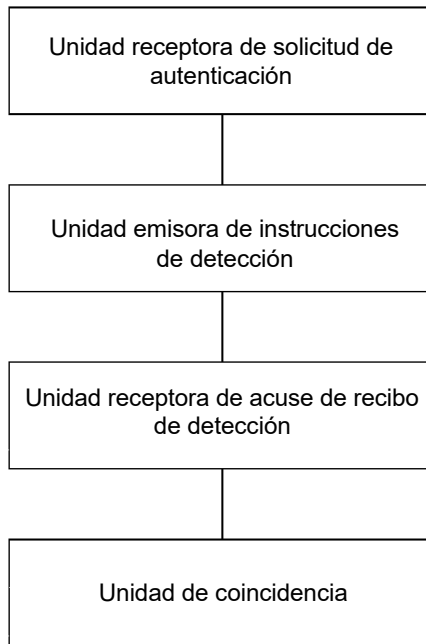 Unidad receptora de solicitud de
autenticación
Unidad emisora de instrucciones
de detección
Unidad receptora de acuse de recibo
de detección
Unidad de coincidencia